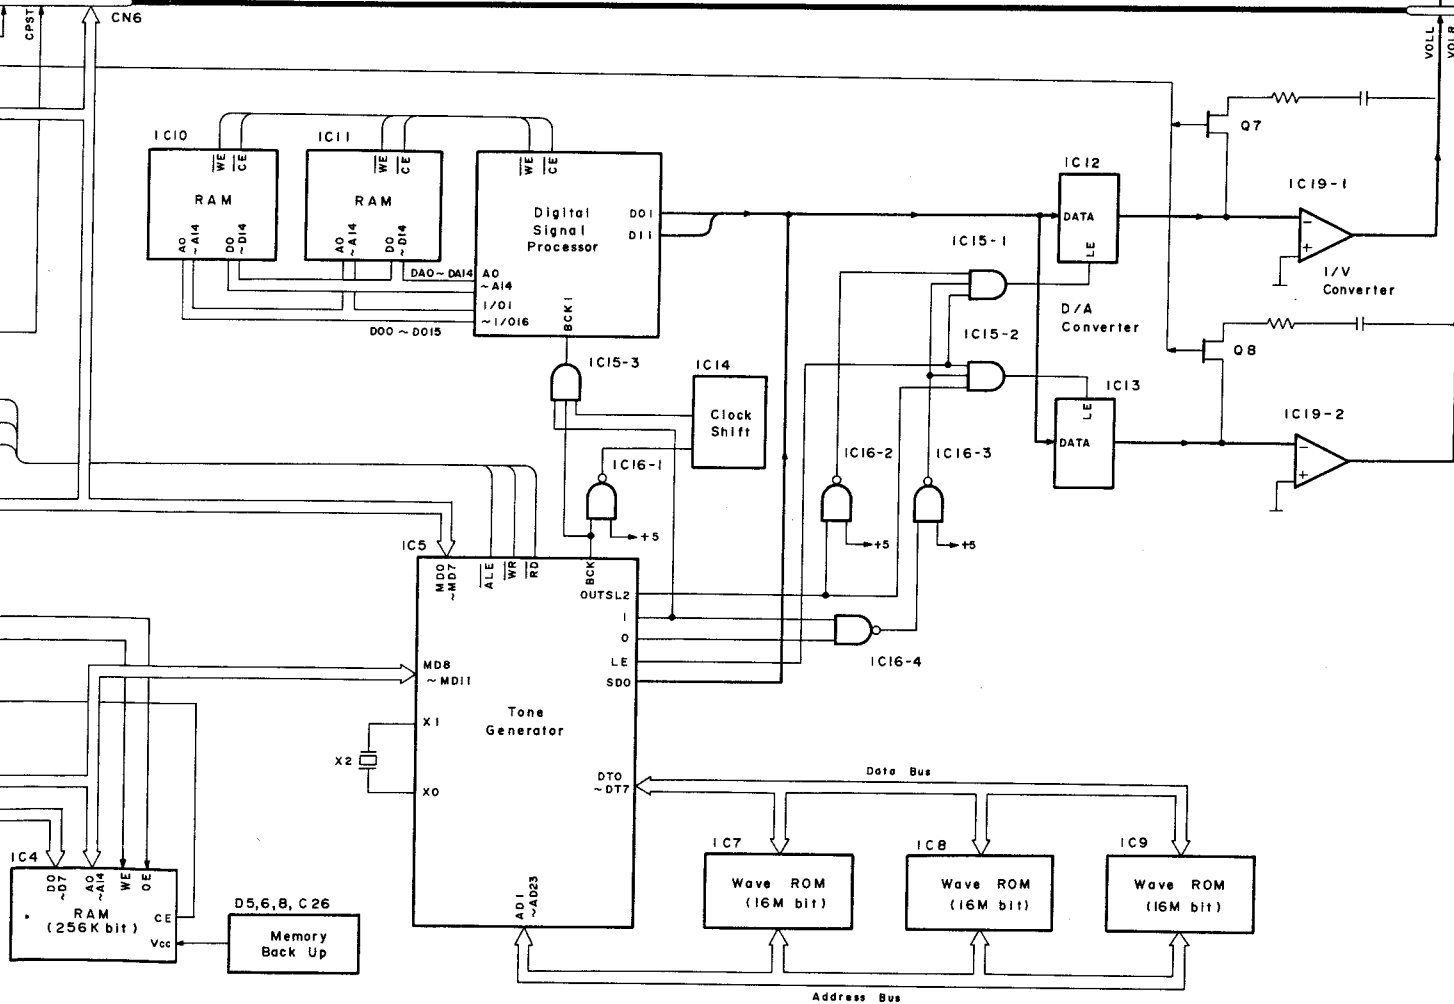 CN6
CPST
VOLL
VOLR
IC10
WE
CE
RAM
A0
~A14
D0
~D14
IC11
WE
CE
RAM
A0
~A14
D0
~D14
WE
CE
Digital
Signal
Processor
DO1
DI1
DA0~DA14
A0
~A14
I/O1
~I/O16
DO0~DO15
BCK1
IC12
DATA
LE
D/A
Converter
Q7
IC19-1
-
+
I/V
Converter
IC15-1
IC15-2
IC15-3
IC14
Clock
Shift
IC13
LE
DATA
Q8
IC19-2
-
+
IC16-1
+5
IC16-2
+5
IC16-3
+5
IC16-4
IC5
MD0
~MD7
ALE
WR
RD
BCK
OUTSL2
1
0
LE
SDO
MD8
~MD11
X1
X2
X0
Tone
Generator
DT0
~DT7
AD1
~AD23
Data Bus
IC7
Wave ROM
(16M bit)
IC8
Wave ROM
(16M bit)
IC9
Wave ROM
(16M bit)
Address Bus
IC4
D0
~D7
A0
~A14
WE
OE
RAM
(256K bit)
CE
Vcc
D5,6,8, C26
Memory
Back Up